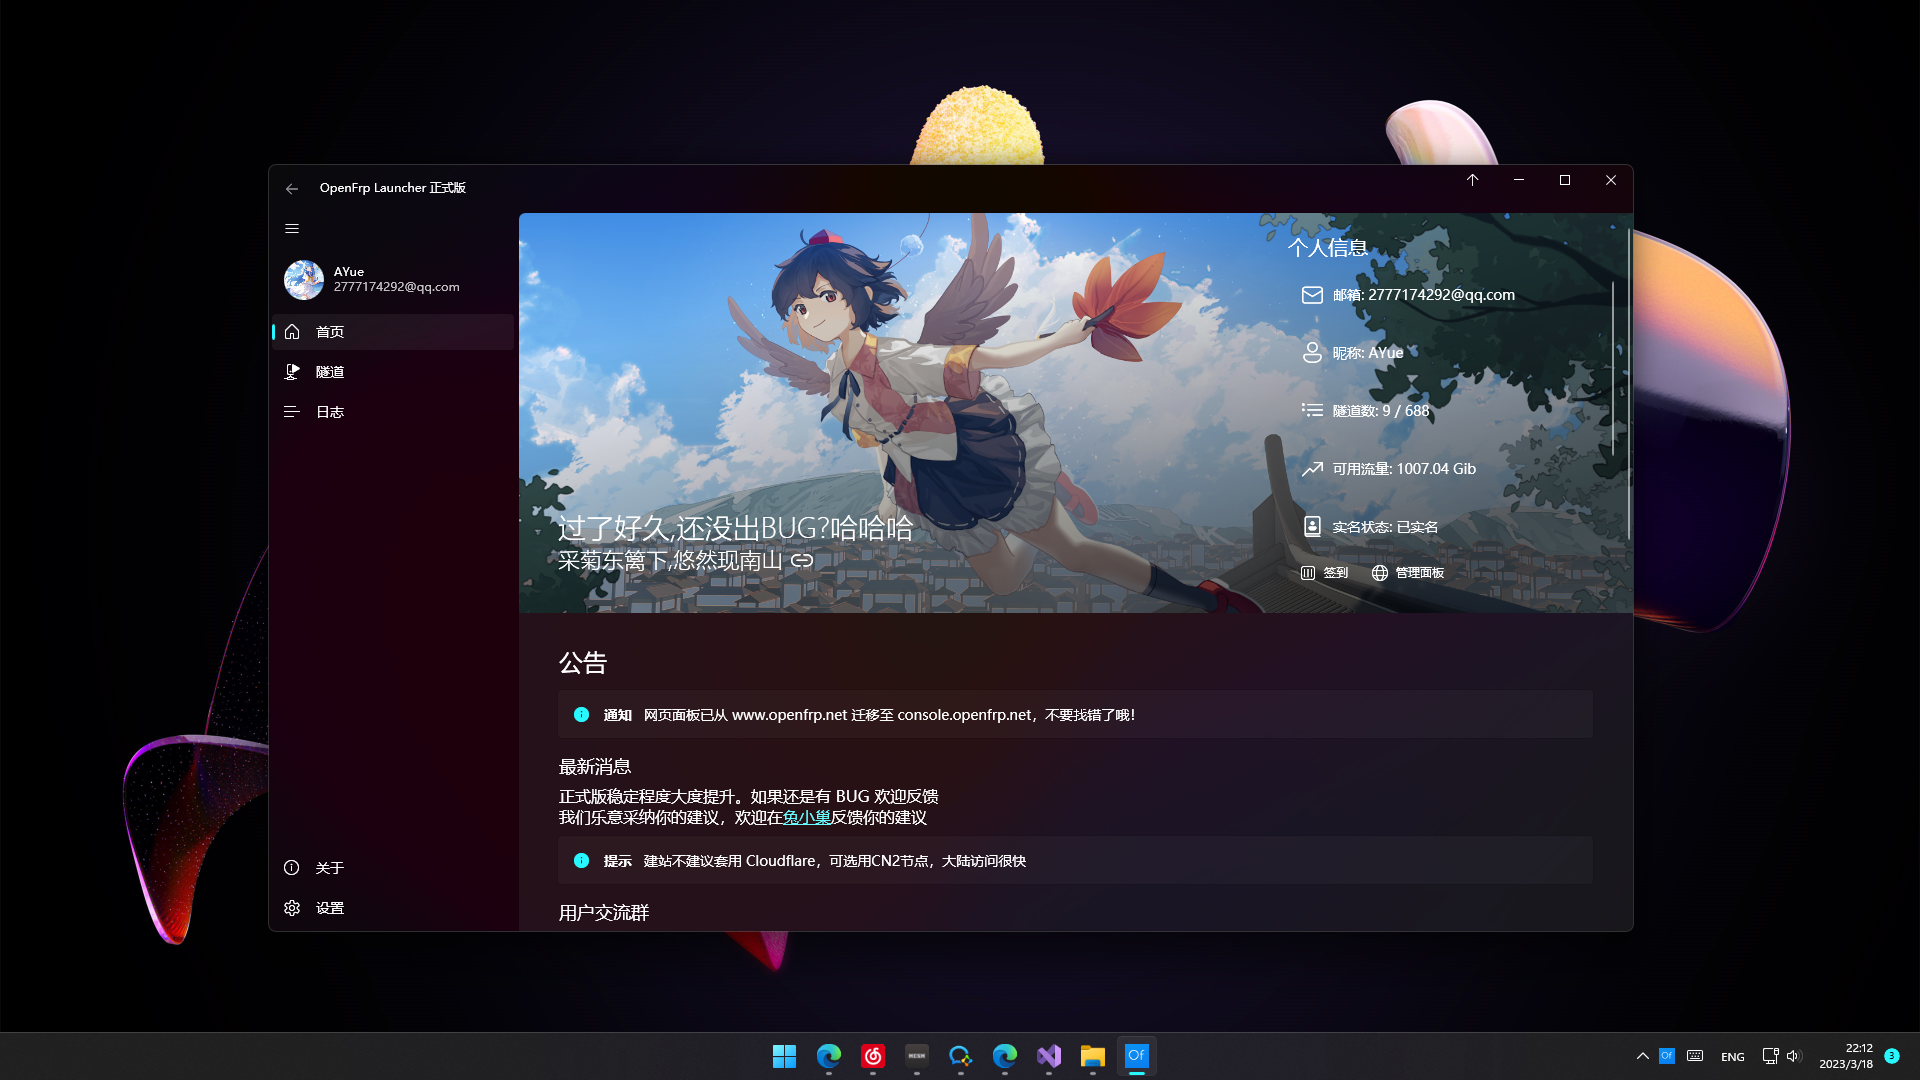 OpenFrp Launcher 正式版
AYue
2777174292@qq.com
首页
隧道
日志
关于
设置
个人信息
邮箱: 2777174292@qq.com
昵称: AYue
隧道数: 9 / 688
可用流量: 1007.04 Gib
实名状态: 已实名
签到
管理面板
过了好久,还没出BUG?哈哈哈
采菊东篱下,悠然现南山
公告
通知 网页面板已从 www.openfrp.net 迁移至 console.openfrp.net，不要找错了哦！
最新消息
正式版稳定程度大度提升。如果还是有 BUG 欢迎反馈
我们乐意采纳你的建议，欢迎在兔小巢反馈你的建议
提示 建站不建议套用 Cloudflare，可选用CN2节点，大陆访问很快
用户交流群
Of
Of
ENG
22:12
2023/3/18
3